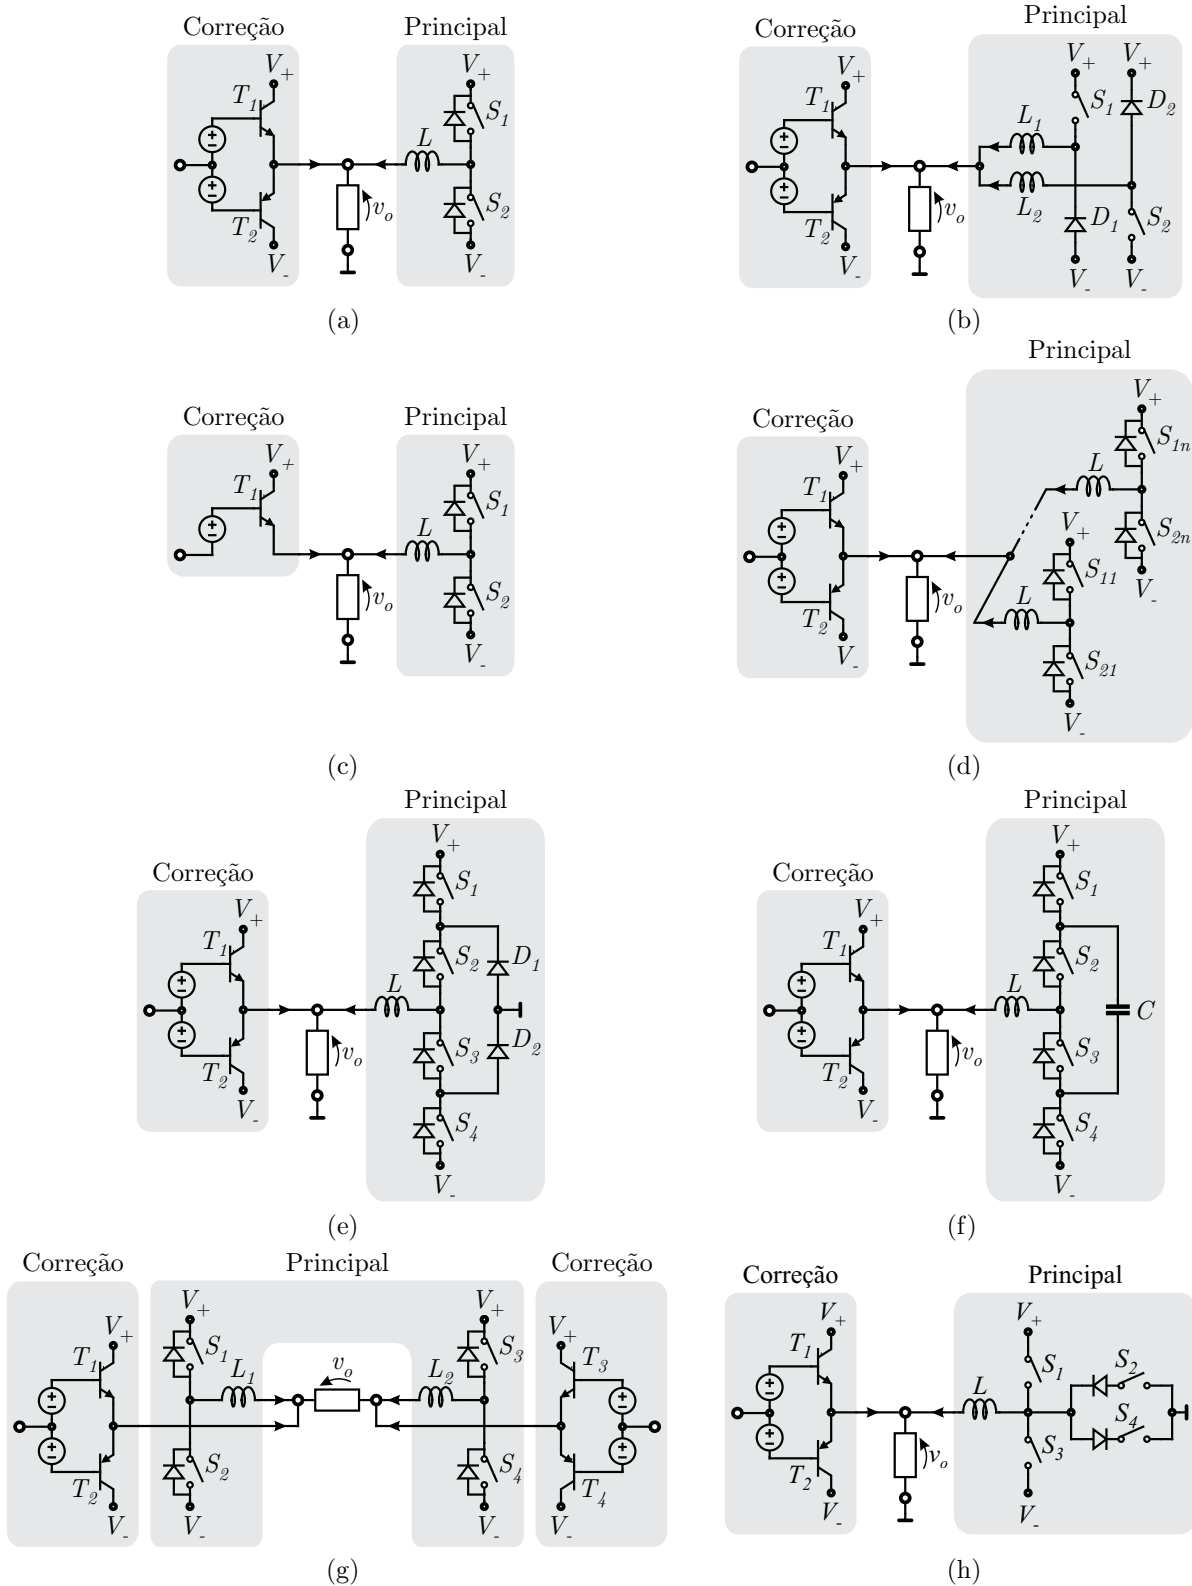 Correção
Principal
V+
T1
V+
S1
L
vo
S2
T2
V-
V-
(a)
Correção
Principal
V+
V+
V+
T1
S1
D2
L1
L2
vo
T2
D1
S2
V-
V-
V-
(b)
Correção
Principal
V+
V+
T1
S1
L
vo
S2
V-
(c)
Correção
Principal
V+
S1n
V+
T1
L
S2n
V+
V-
S11
L
vo
T2
S21
V-
V-
(d)
Correção
Principal
V+
S1
V+
T1
S2
D1
L
vo
S3
D2
T2
V-
S4
V-
(e)
Correção
Principal
V+
S1
V+
T1
S2
L
C
vo
S3
T2
V-
S4
V-
(f)
Correção
Principal
Correção
V+
V+
V+
V+
T1
S1
L1
vo
L2
S3
T3
T2
S2
S4
T4
V-
V-
V-
V-
(g)
Correção
Principal
V+
V+
T1
S1
S2
L
S4
vo
S3
T2
V-
V-
(h)